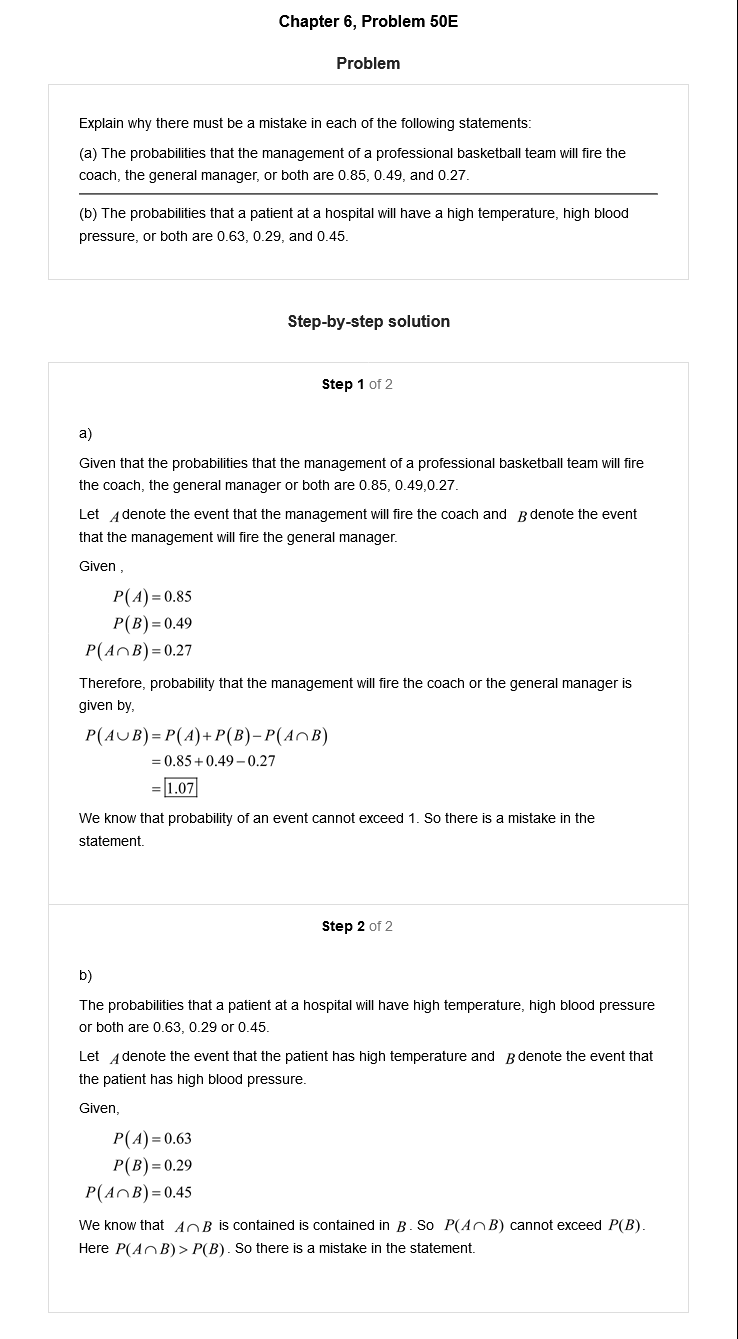 Chapter 6, Problem 50E
Problem
Explain why there must be a mistake in each of the following statements:
(a) The probabilities that the management of a professional basketball team will fire the
coach, the general manager, or both are 0.85, 0.49, and 0.27.
(b) The probabilities that a patient at a hospital will have a high temperature, high blood
pressure, or both are 0.63, 0.29, and 0.45.
Step-by-step solution
Step 1 of 2
a)
Given that the probabilities that the management of a professional basketball team will fire
the coach, the general manager or both are 0.85, 0.49,0.27.
Let A denote the event that the management will fire the coach and B denote the event
that the management will fire the general manager.
Given ,
P(A)=0.85
P(B)=0.49
P(A∩B)=0.27
Therefore, probability that the management will fire the coach or the general manager is
given by,
P(A∪B)=P(A)+P(B)−P(A∩B)
=0.85+0.49−0.27
=1.07
We know that probability of an event cannot exceed 1. So there is a mistake in the
statement.
Step 2 of 2
b)
The probabilities that a patient at a hospital will have high temperature, high blood pressure
or both are 0.63, 0.29 or 0.45.
Let A denote the event that the patient has high temperature and B denote the event that
the patient has high blood pressure.
Given,
P(A)=0.63
P(B)=0.29
P(A∩B)=0.45
We know that A∩B is contained is contained in B. So P(A∩B) cannot exceed P(B).
Here P(A∩B)>P(B). So there is a mistake in the statement.